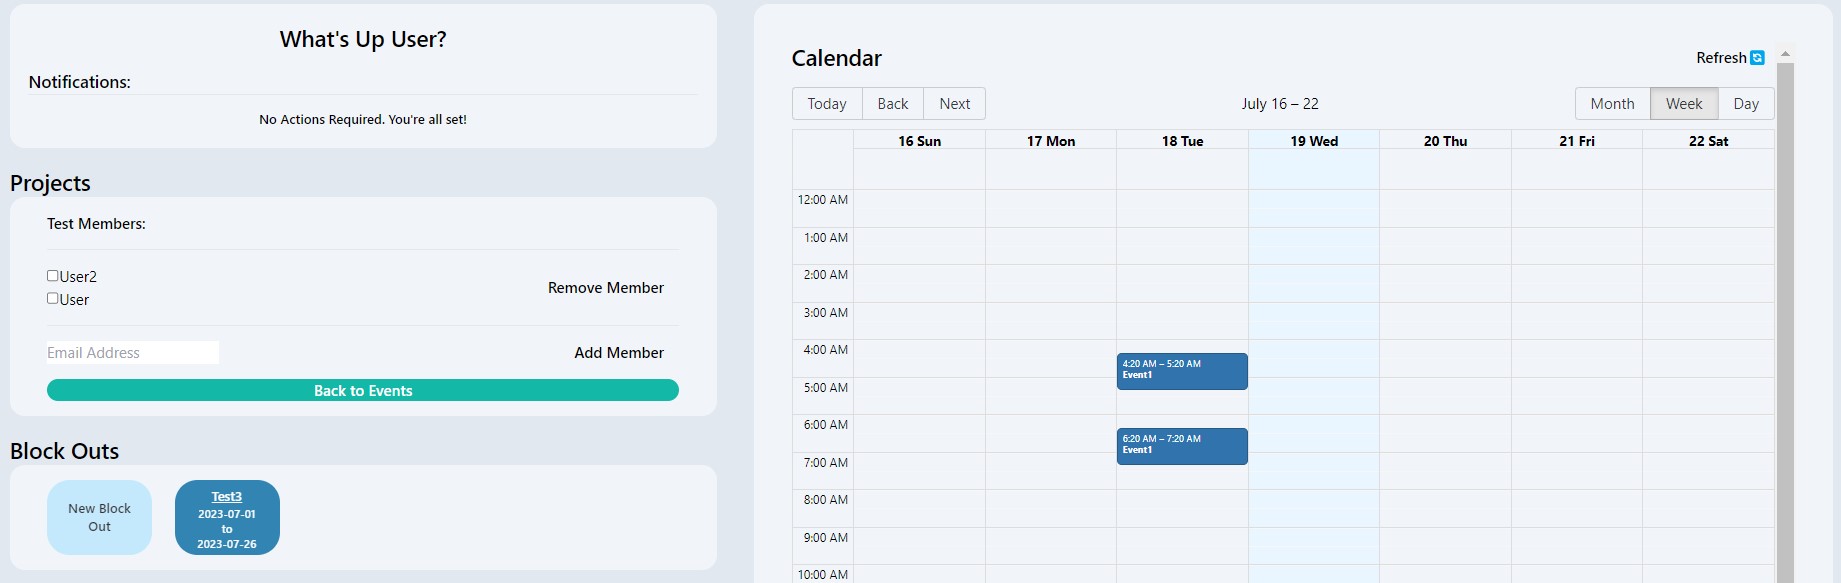 What's Up User?
Notifications:
No Actions Required. You're all set!
Projects
Test Members:
User2
User
Remove Member
Email Address
Add Member
Back to Events
Block Outs
New Block
Out
Test3
2023-07-01
to
2023-07-26
Calendar
Refresh
Today Back Next
July 16 – 22
Month Week Day
16 Sun 17 Mon 18 Tue 19 Wed 20 Thu 21 Fri 22 Sat
12:00 AM
1:00 AM
2:00 AM
3:00 AM
4:00 AM
4:20 AM – 5:20 AM
Event1
5:00 AM
6:00 AM
6:20 AM – 7:20 AM
Event1
7:00 AM
8:00 AM
9:00 AM
10:00 AM